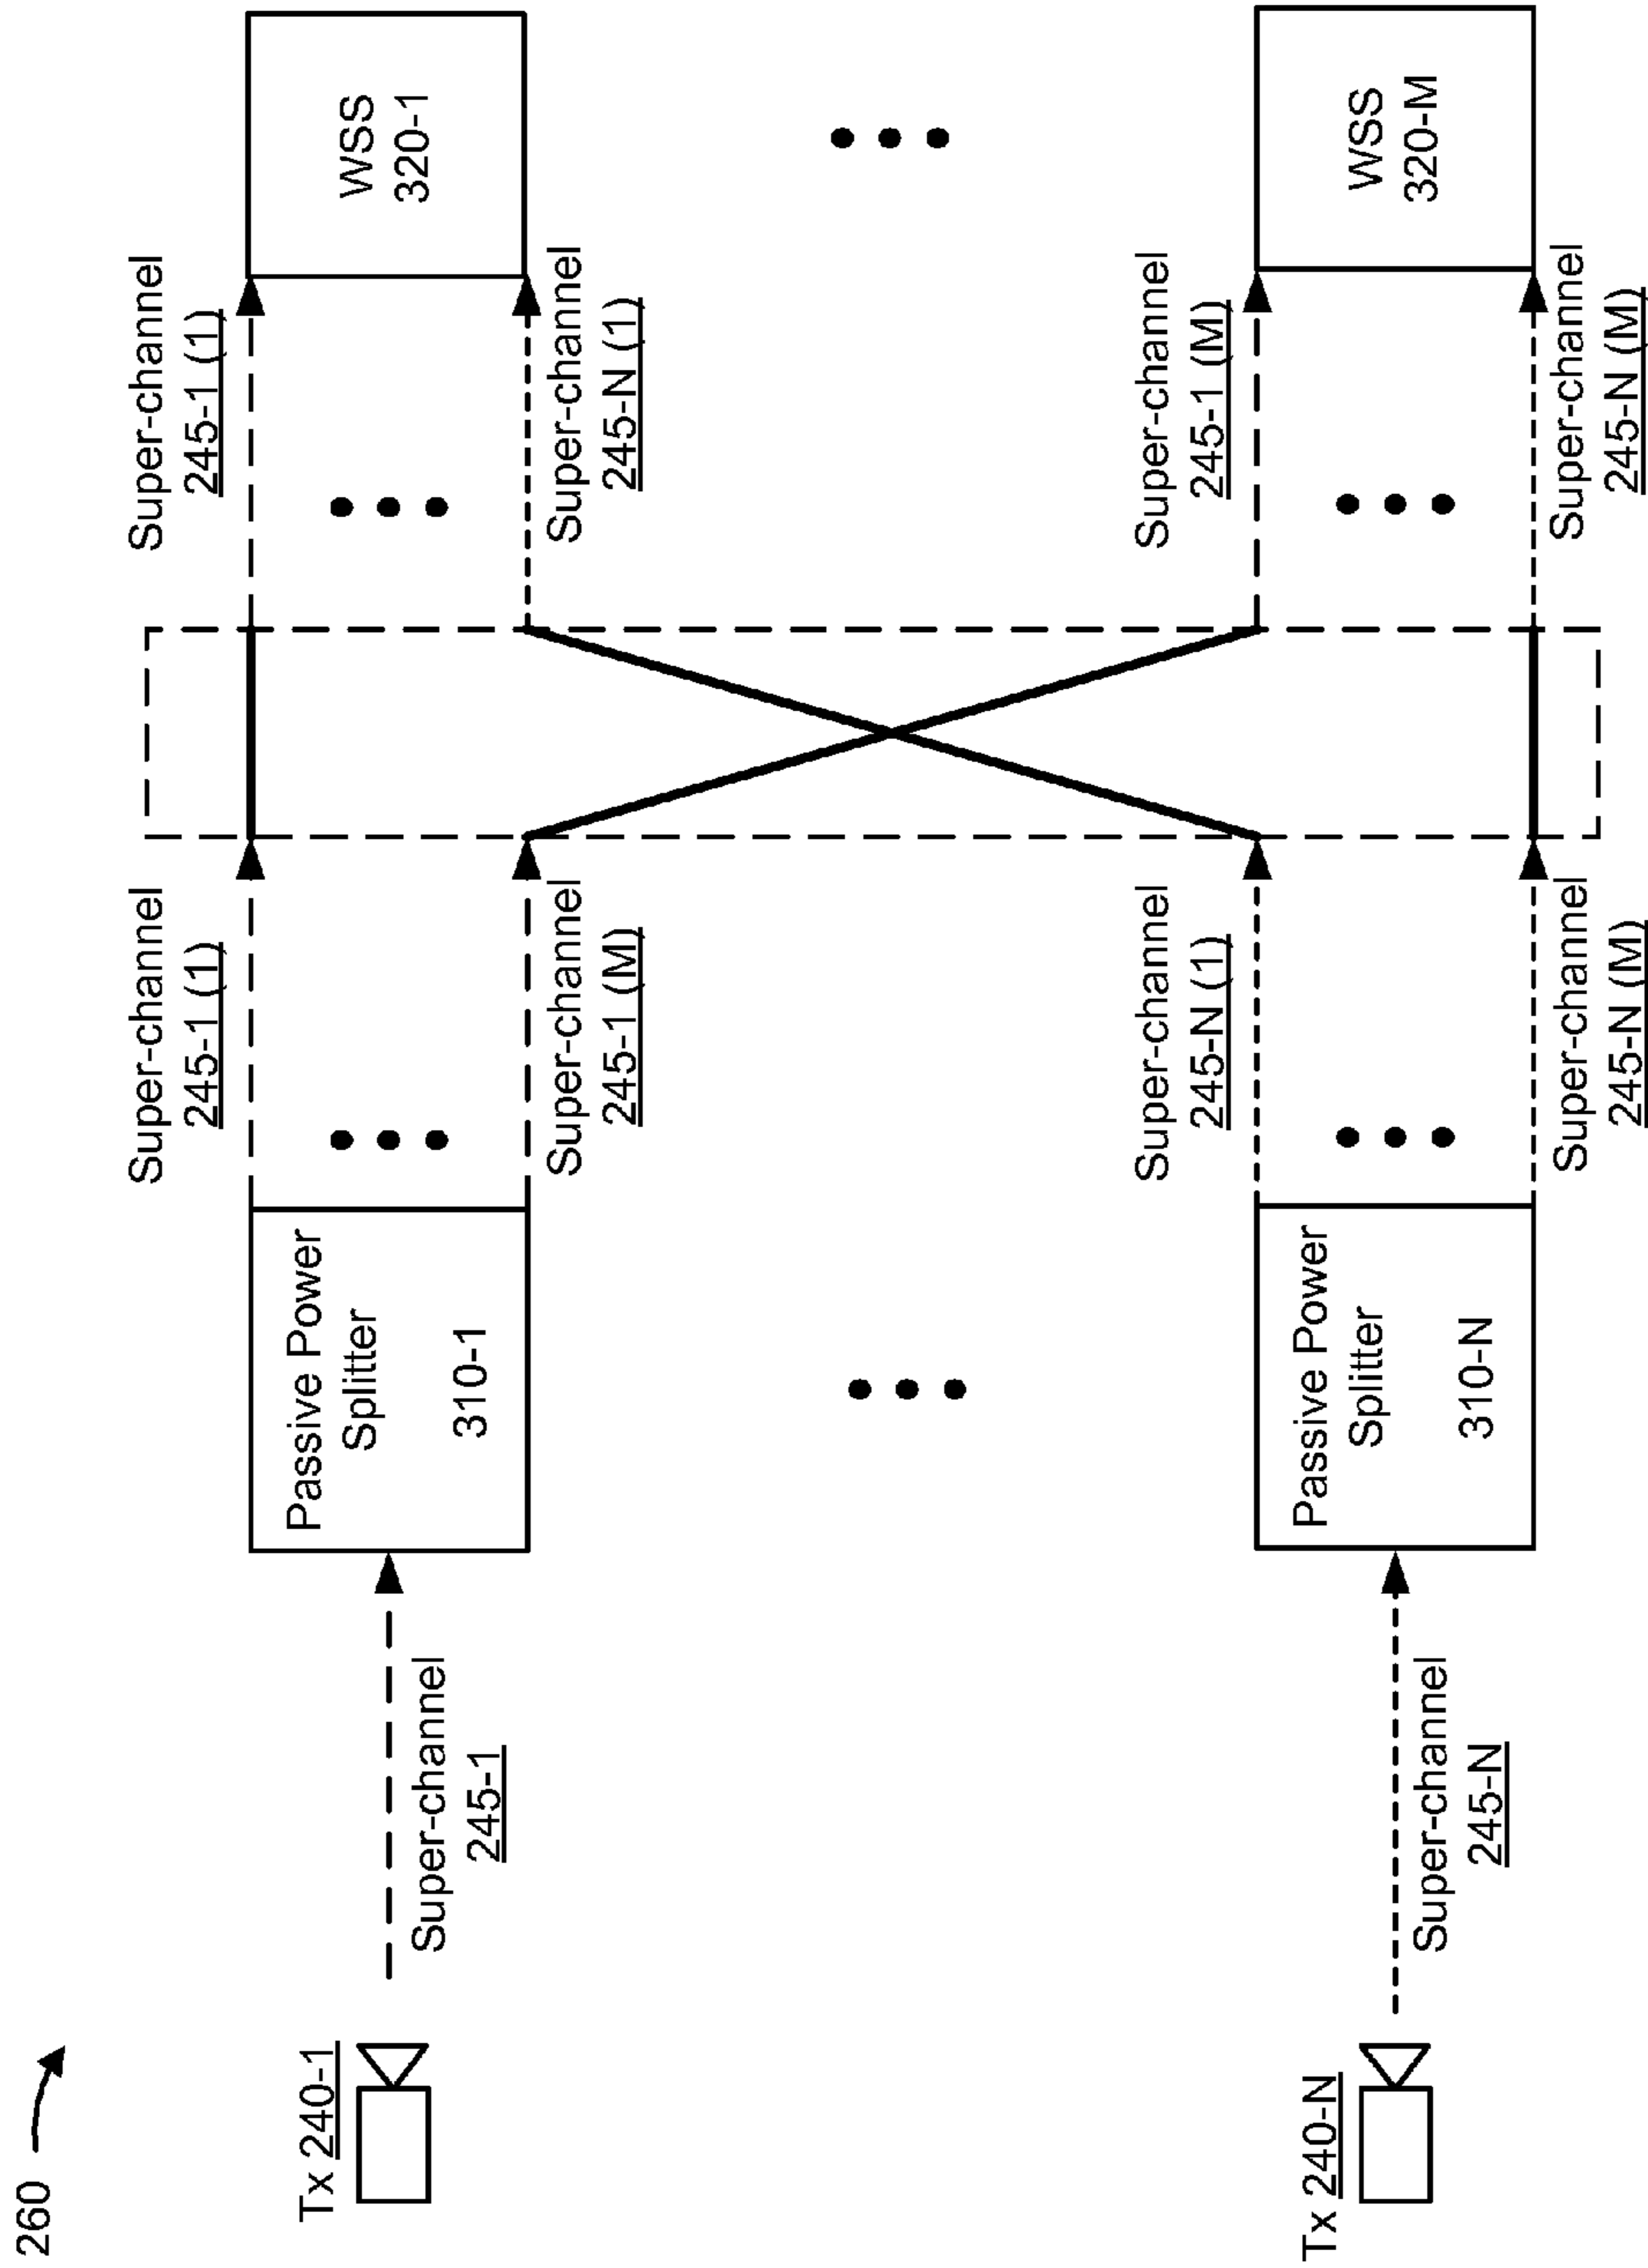 260
Tx 240-1
Super-channel
245-1
Passive Power
Splitter
310-1
Super-channel
245-1 (1)
Super-channel
245-1 (M)
Super-channel
245-1 (1)
Super-channel
245-N (1)
WSS
320-1
Tx 240-N
Super-channel
245-N
Passive Power
Splitter
310-N
Super-channel
245-N (1)
Super-channel
245-N (M)
Super-channel
245-1 (M)
Super-channel
245-N (M)
WSS
320-M